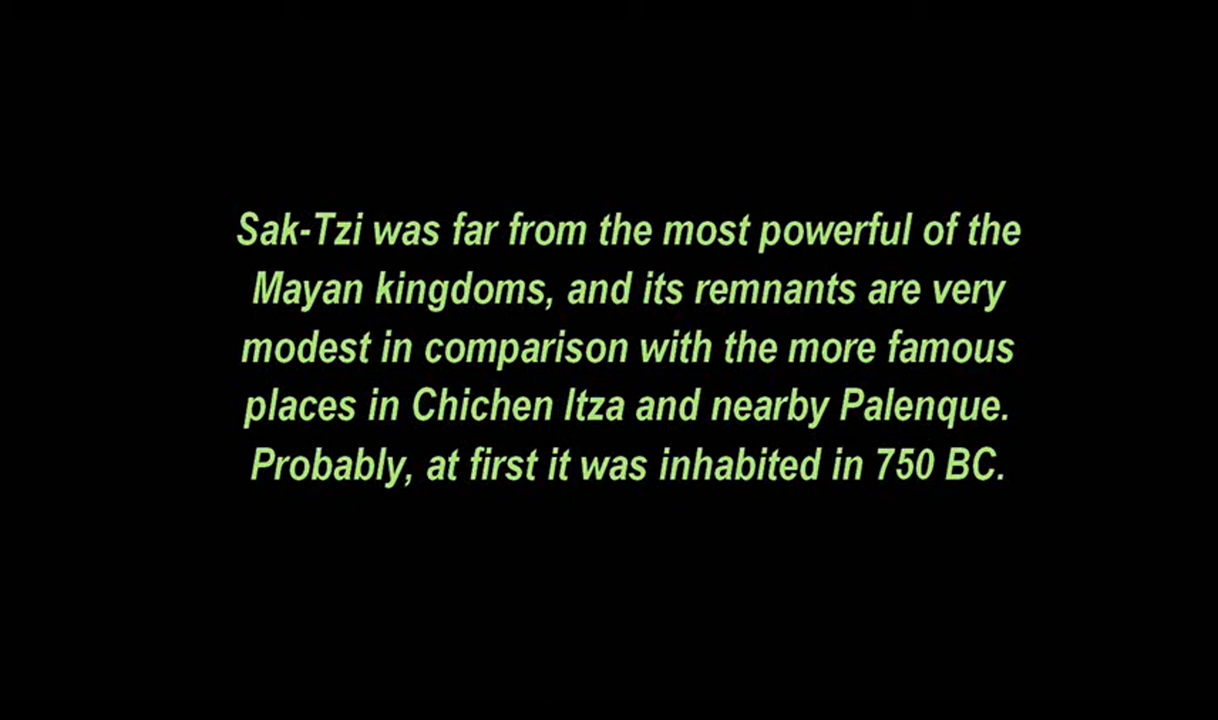 Sak-Tzi was far from the most powerful of the
Mayan kingdoms, and its remnants are very
modest in comparison with the more famous
places in Chichen Itza and nearby Palenque.
Probably, at first it was inhabited in 750 BC.